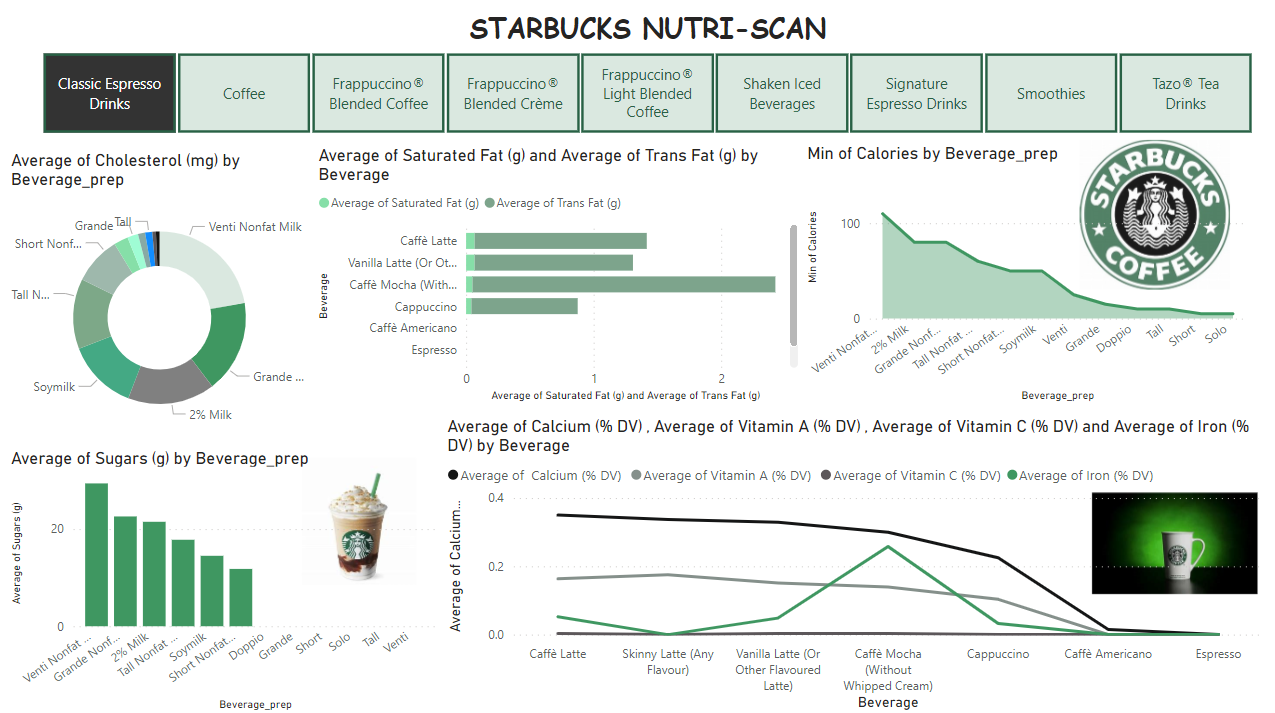 STARBUCKS NUTRI-SCAN
Classic Espresso
Drinks
Coffee
Frappuccino®
Blended Coffee
Frappuccino®
Blended Crème
Frappuccino®
Light Blended
Coffee
Shaken Iced
Beverages
Signature
Espresso Drinks
Smoothies
Tazo® Tea
Drinks
Average of Cholesterol (mg) by
Beverage_prep
Grande
Tall
Venti Nonfat Milk
Short Nonf...
Tall N...
Soymilk
2% Milk
Grande ...
Average of Saturated Fat (g) and Average of Trans Fat (g) by
Beverage
Average of Saturated Fat (g)
Average of Trans Fat (g)
Beverage
Caffè Latte
Vanilla Latte (Or Ot...
Caffè Mocha (With...
Cappuccino
Caffè Americano
Espresso
0
1
2
Average of Saturated Fat (g) and Average of Trans Fat (g)
Min of Calories by Beverage_prep
Min of Calories
100
0
Venti Nonfat...
2% Milk
Grande Nonf...
Tall Nonfat ...
Short Nonfat...
Soymilk
Venti
Grande
Doppio
Tall
Short
Solo
Beverage_prep
STARBUCKS
COFFEE
Average of Sugars (g) by Beverage_prep
Average of Sugars (g)
20
0
Venti Nonfat ...
Grande Nonf...
2% Milk
Tall Nonfat ...
Soymilk
Short Nonfat...
Doppio
Grande
Short
Solo
Tall
Venti
Beverage_prep
Average of Calcium (% DV) , Average of Vitamin A (% DV) , Average of Vitamin C (% DV) and Average of Iron (%
DV) by Beverage
Average of Calcium (% DV)
Average of Vitamin A (% DV)
Average of Vitamin C (% DV)
Average of Iron (% DV)
Average of Calcium...
0.4
0.2
0.0
Caffè Latte
Skinny Latte (Any
Flavour)
Vanilla Latte (Or
Other Flavoured
Latte)
Caffè Mocha
(Without
Whipped Cream)
Cappuccino
Caffè Americano
Espresso
Beverage